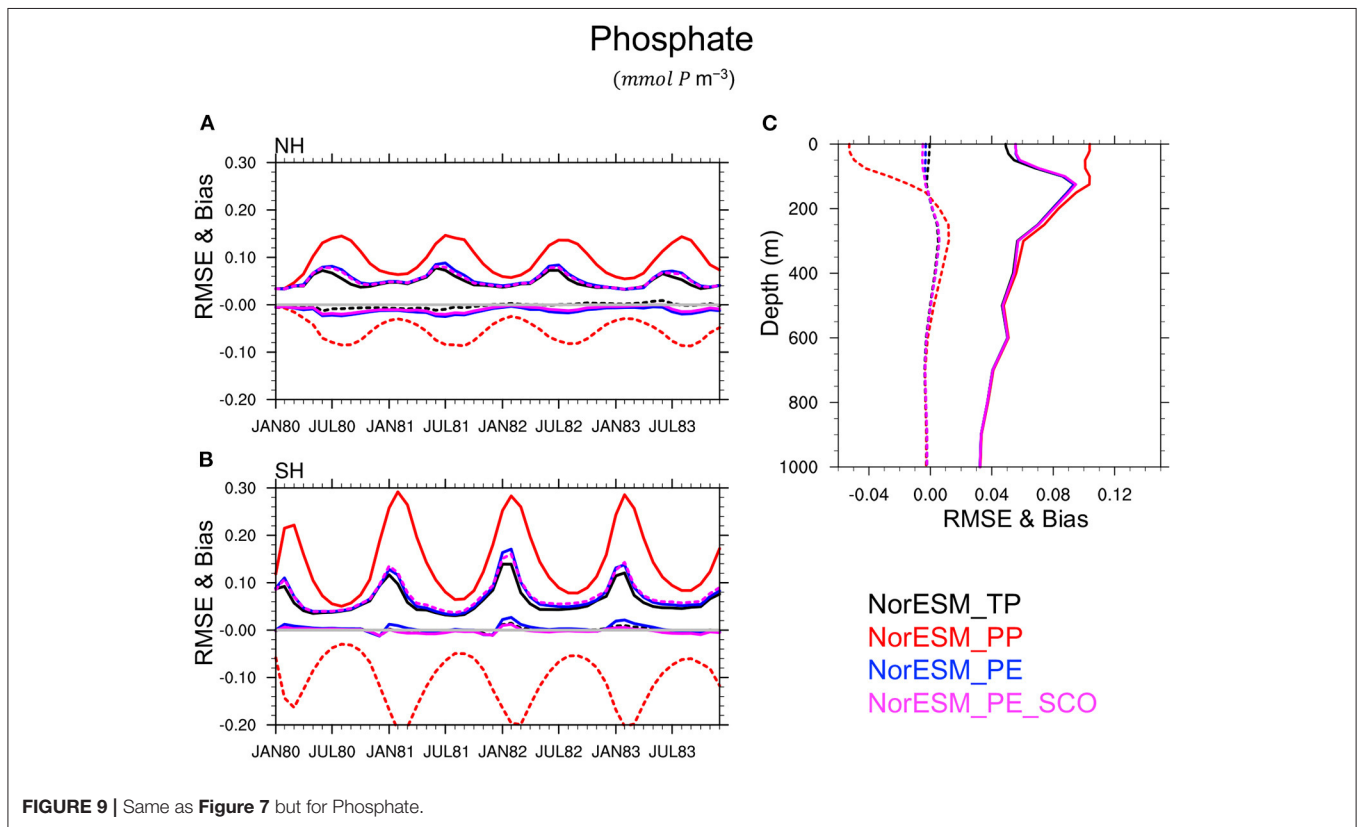 Phosphate
(mmol P m−3)
A
NH
0.30
0.20
0.10
-0.00
-0.10
-0.20
RMSE & Bias
JAN80 JUL80 JAN81 JUL81 JAN82 JUL82 JAN83 JUL83
B
SH
0.30
0.20
0.10
-0.00
-0.10
-0.20
RMSE & Bias
JAN80 JUL80 JAN81 JUL81 JAN82 JUL82 JAN83 JUL83
C
0
200
400
600
800
1000
Depth (m)
-0.04 0.00 0.04 0.08 0.12
RMSE & Bias
NorESM_TP
NorESM_PP
NorESM_PE
NorESM_PE_SCO
FIGURE 9 | Same as Figure 7 but for Phosphate.